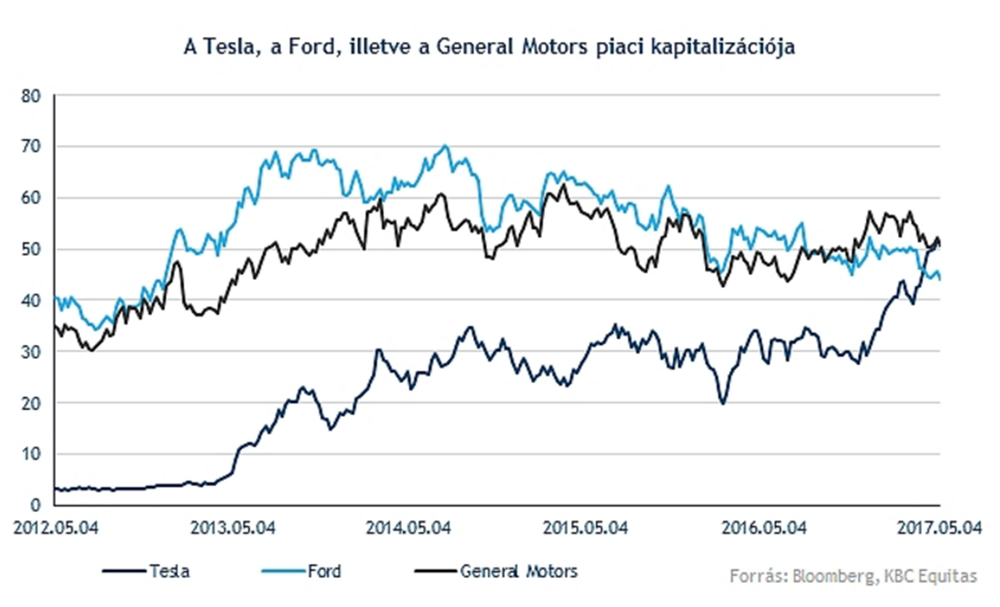 A Tesla, a Ford, illetve a General Motors piaci kapitalizációja
80
70
60
50
40
30
20
10
0
2012.05.04 2013.05.04 2014.05.04 2015.05.04 2016.05.04 2017.05.04
Tesla Ford General Motors
Forrás: Bloomberg, KBC Equitas